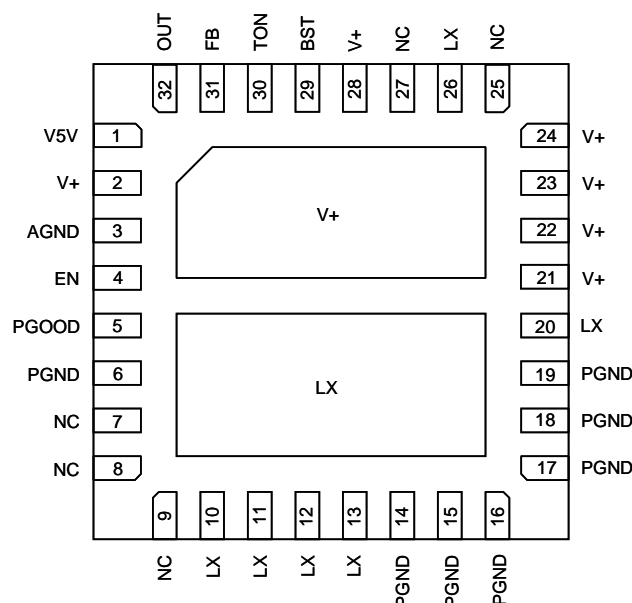 OUT FB TON BST V+ NC LX NC
32 31 30 29 28 27 26 25
V5V 1 24 V+
V+ 2 23 V+
AGND 3 22 V+
EN 4 21 V+
PGOOD 5 20 LX
PGND 6 19 PGND
NC 7 18 PGND
NC 8 17 PGND
V+
LX
9 10 11 12 13 14 15 16
NC LX LX LX LX PGND PGND PGND